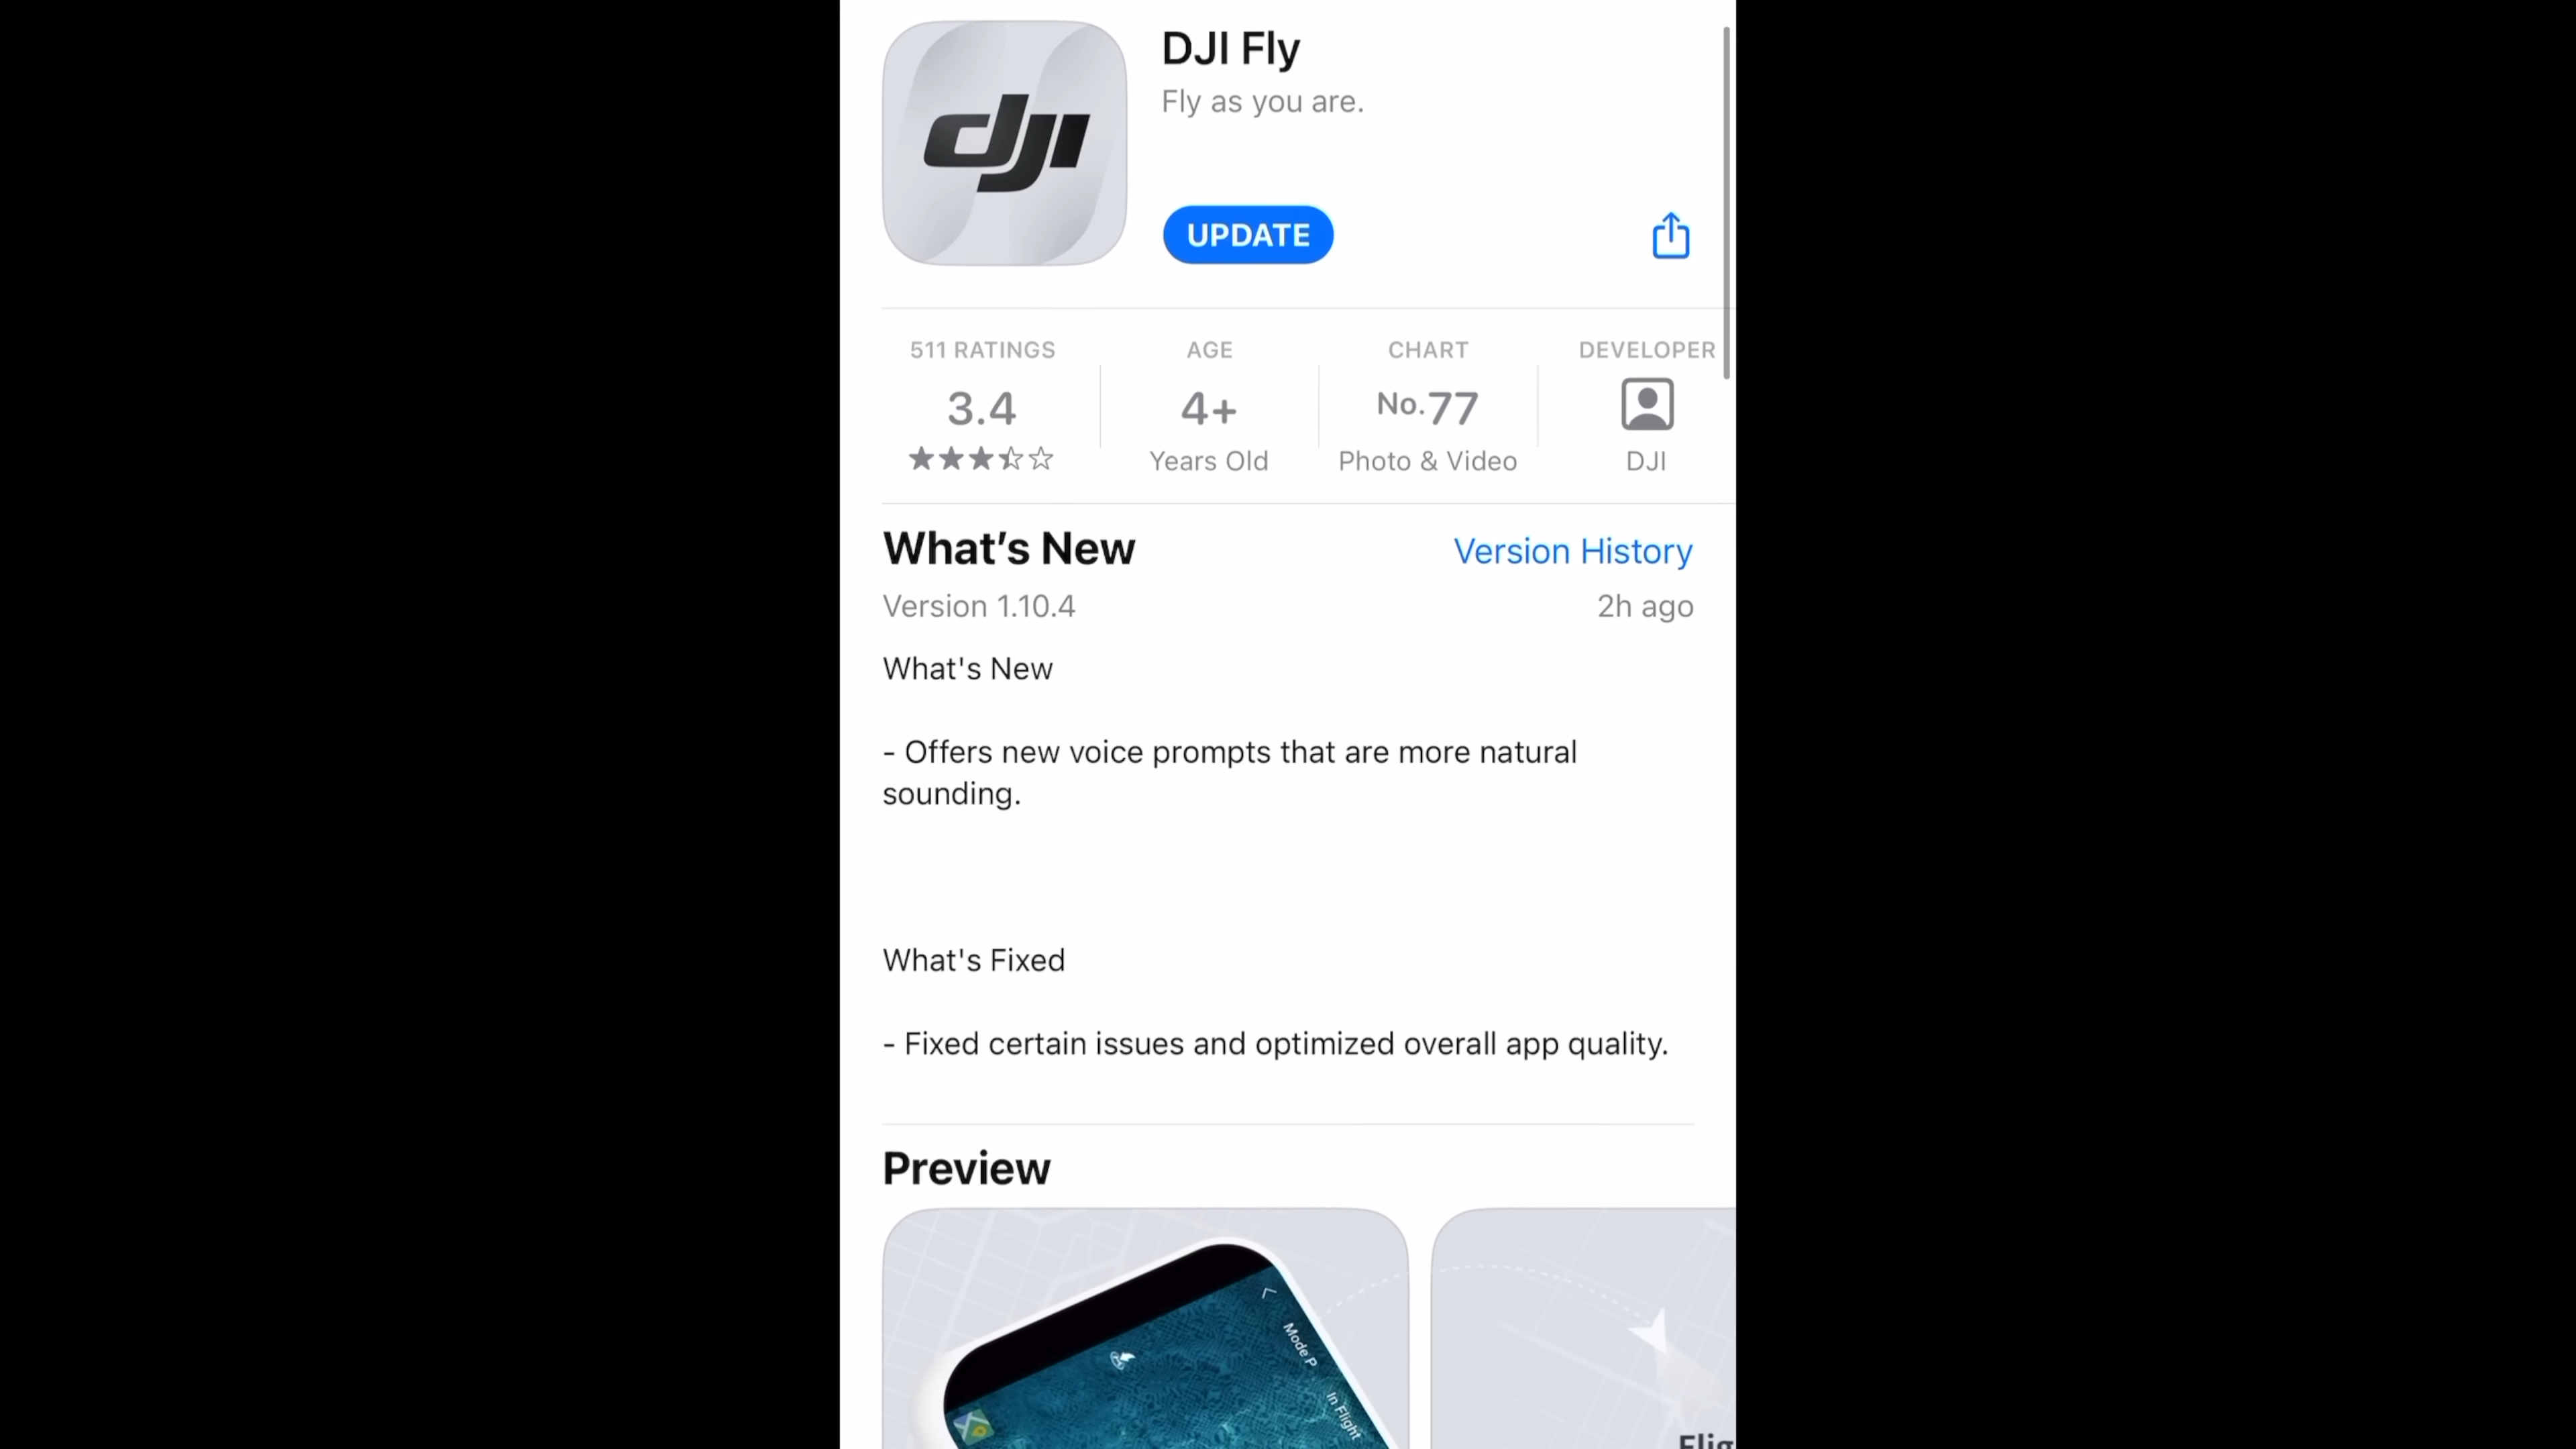 dji
DJI Fly
Fly as you are.
UPDATE
511 RATINGS
3.4
AGE
4+
Years Old
CHART
No.77
Photo & Video
DEVELOPER
DJI
What’s New
Version History
Version 1.10.4
2h ago
What's New
- Offers new voice prompts that are more natural
sounding.
What's Fixed
- Fixed certain issues and optimized overall app quality.
Preview
Mode P
In Flight